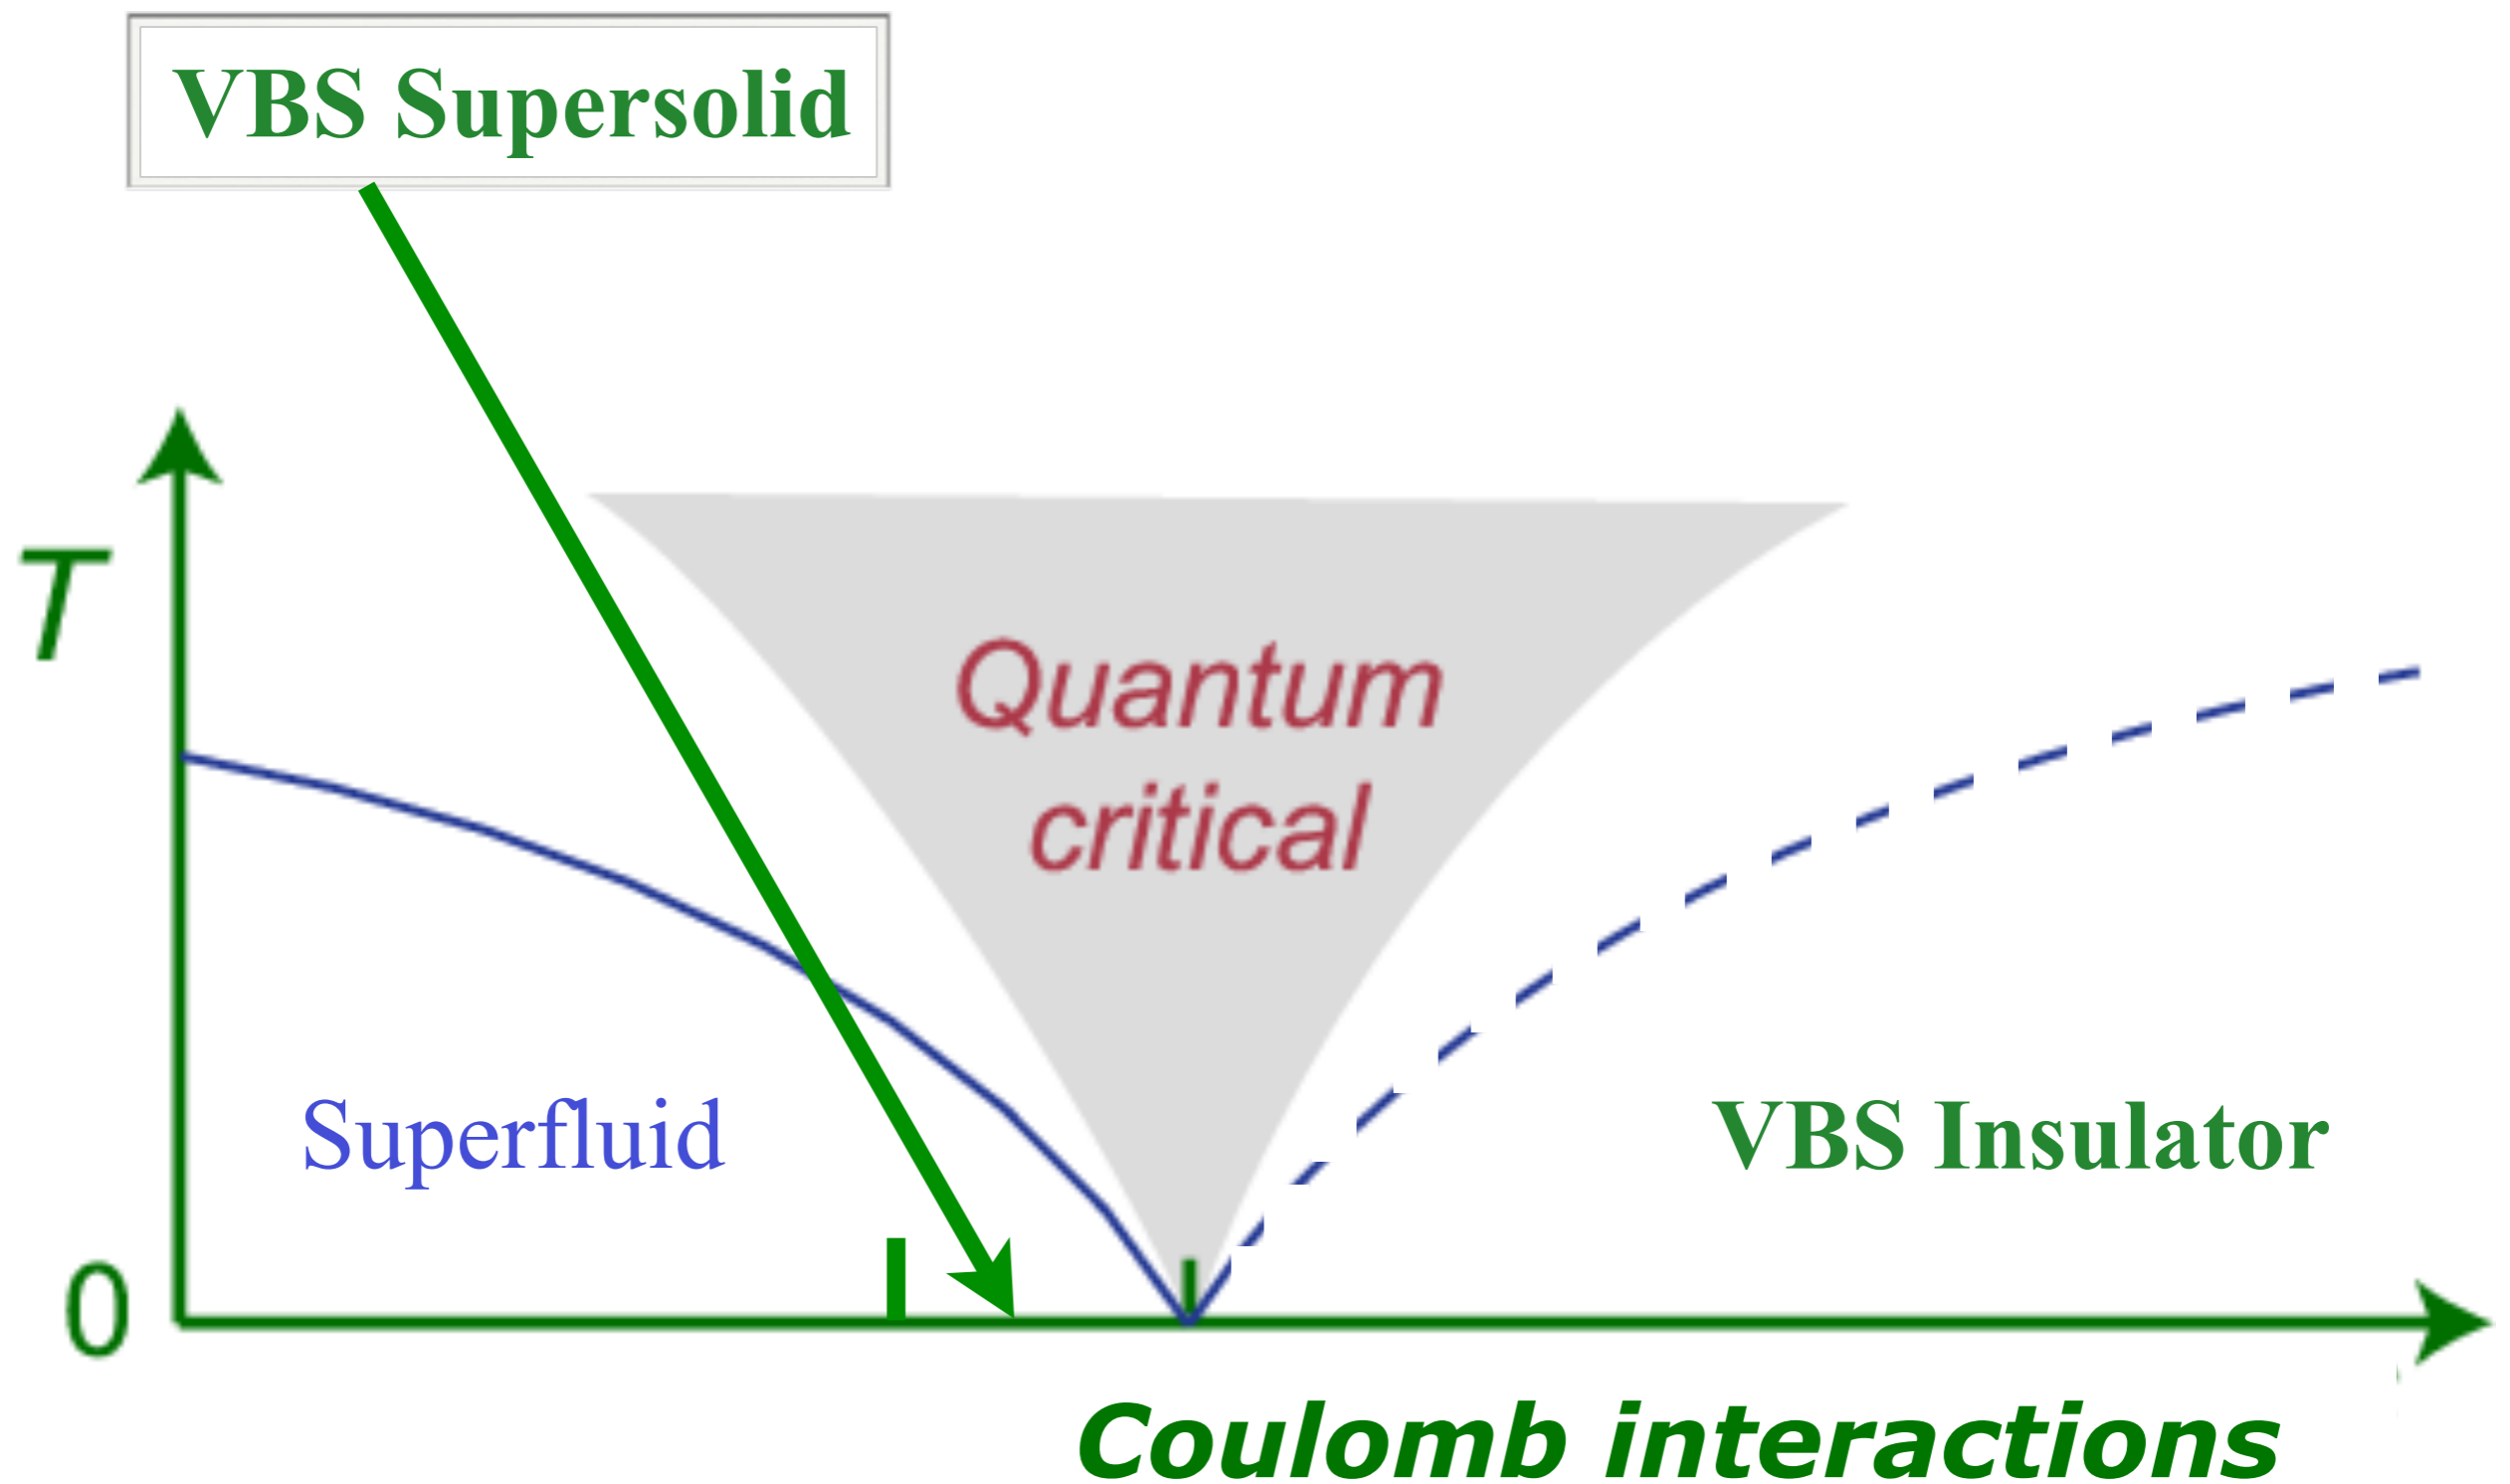 VBS Supersolid
T
Quantum
critical
Superfluid
VBS Insulator
0
Coulomb interactions